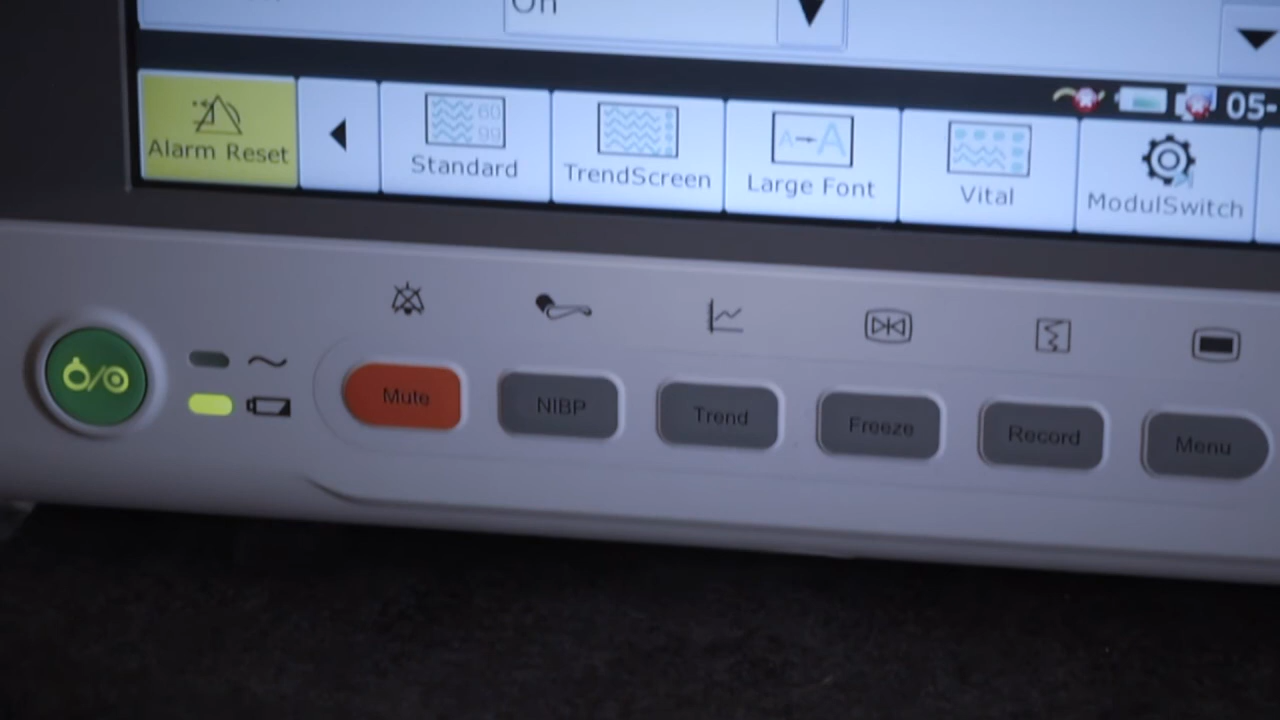 On
05-
Alarm Reset
Standard
TrendScreen
Large Font
Vital
ModulSwitch
Mute
NIBP
Trend
Freeze
Record
Menu